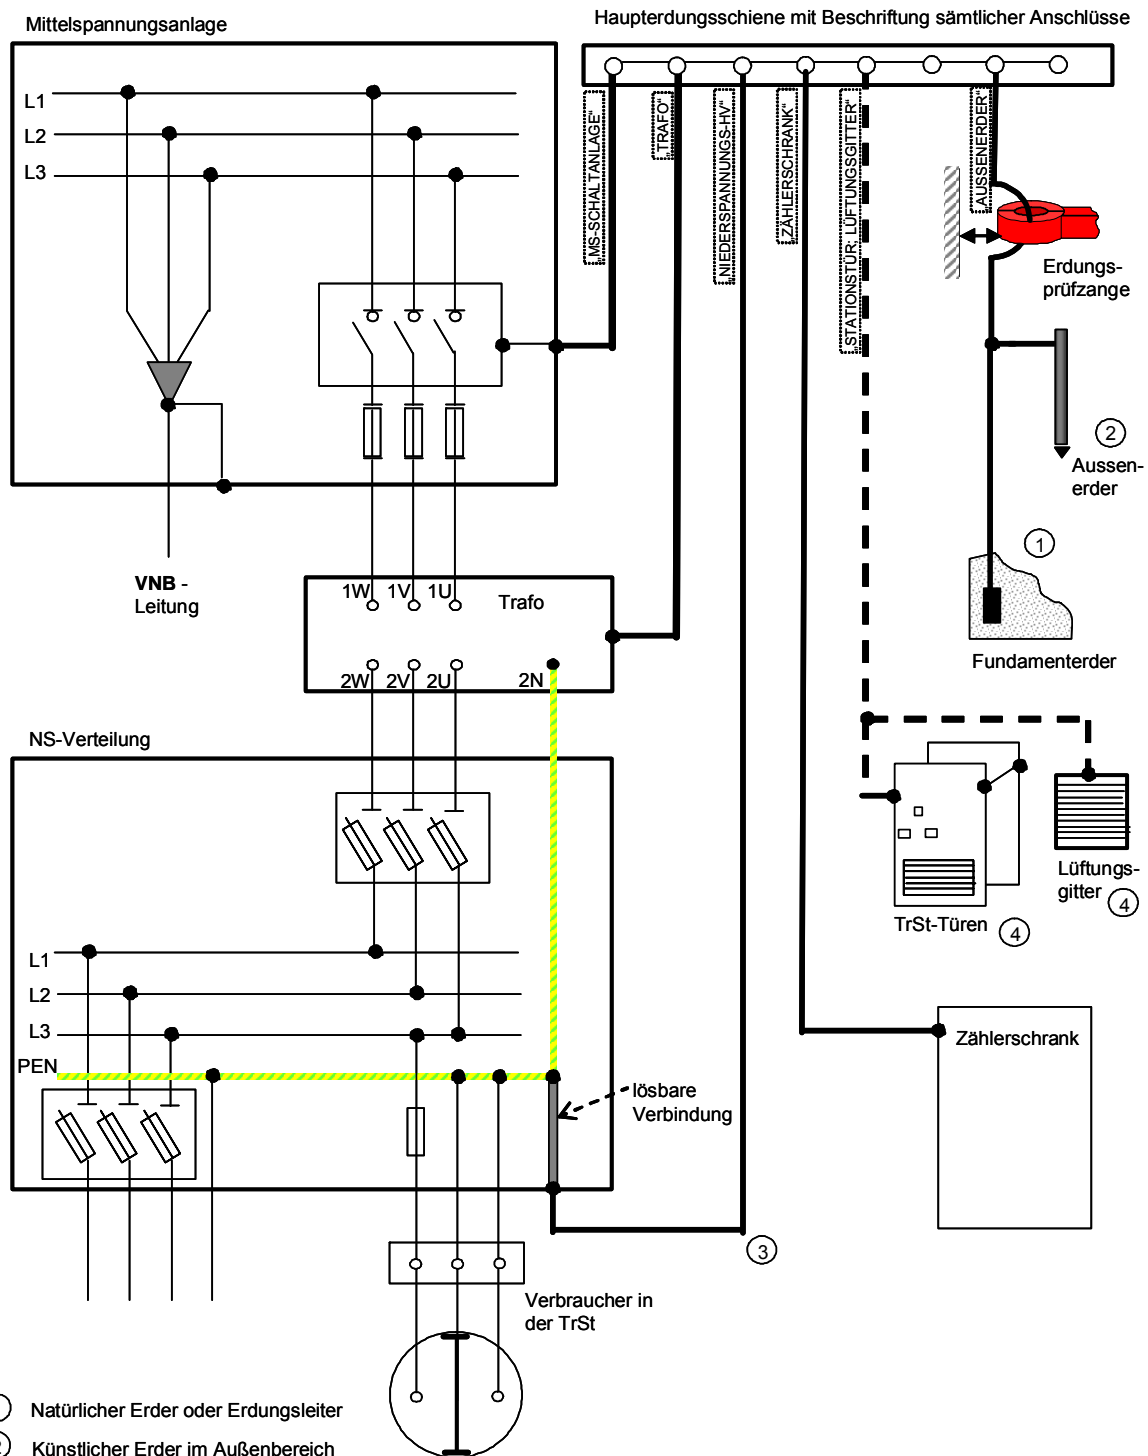 Mittelspannungsanlage
Haupterdungsschiene mit Beschriftung sämtlicher Anschlüsse
L1
L2
L3
„MS-SCHALTANLAGE“
„TRAFO“
„NIEDERSPANNUNGS-HV“
„ZÄHLERSCHRANK“
„STATIONSTÜR; LÜFTUNGSGITTER“
„AUSSENERDER“
Erdungs-
prüfzange
2
Aussen-
erder
1
Fundamenterder
VNB -
Leitung
1W 1V 1U Trafo
2W 2V 2U 2N
NS-Verteilung
L1
L2
L3
PEN
lösbare
Verbindung
TrSt-Türen 4
Lüftungs-
gitter 4
Zählerschrank
3
Verbraucher in
der TrSt
Natürlicher Erder oder Erdungsleiter
2 Künstlicher Erder im Außenbereich